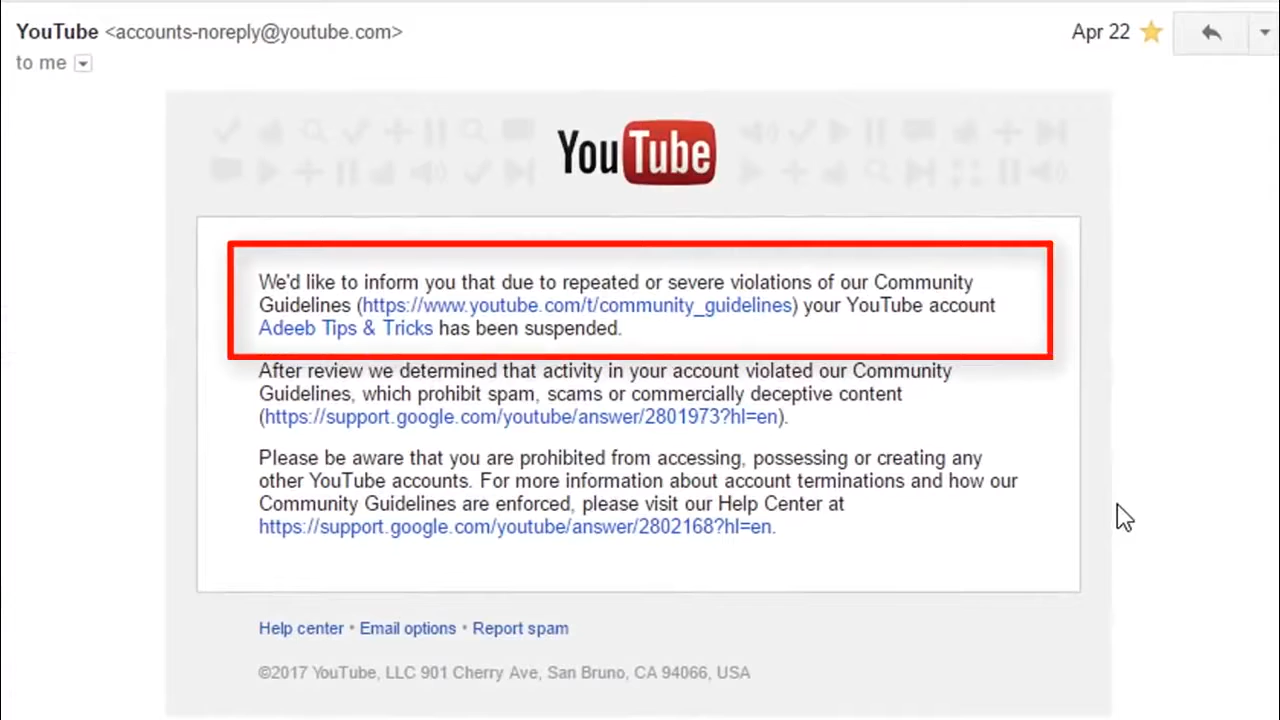 YouTube <accounts-noreply@youtube.com>
Apr 22
to me
YouTube
We'd like to inform you that due to repeated or severe violations of our Community
Guidelines (https://www.youtube.com/t/community_guidelines) your YouTube account
Adeeb Tips & Tricks has been suspended.
After review we determined that activity in your account violated our Community
Guidelines, which prohibit spam, scams or commercially deceptive content
(https://support.google.com/youtube/answer/2801973?hl=en).
Please be aware that you are prohibited from accessing, possessing or creating any
other YouTube accounts. For more information about account terminations and how our
Community Guidelines are enforced, please visit our Help Center at
https://support.google.com/youtube/answer/2802168?hl=en.
Help center • Email options • Report spam
©2017 YouTube, LLC 901 Cherry Ave, San Bruno, CA 94066, USA